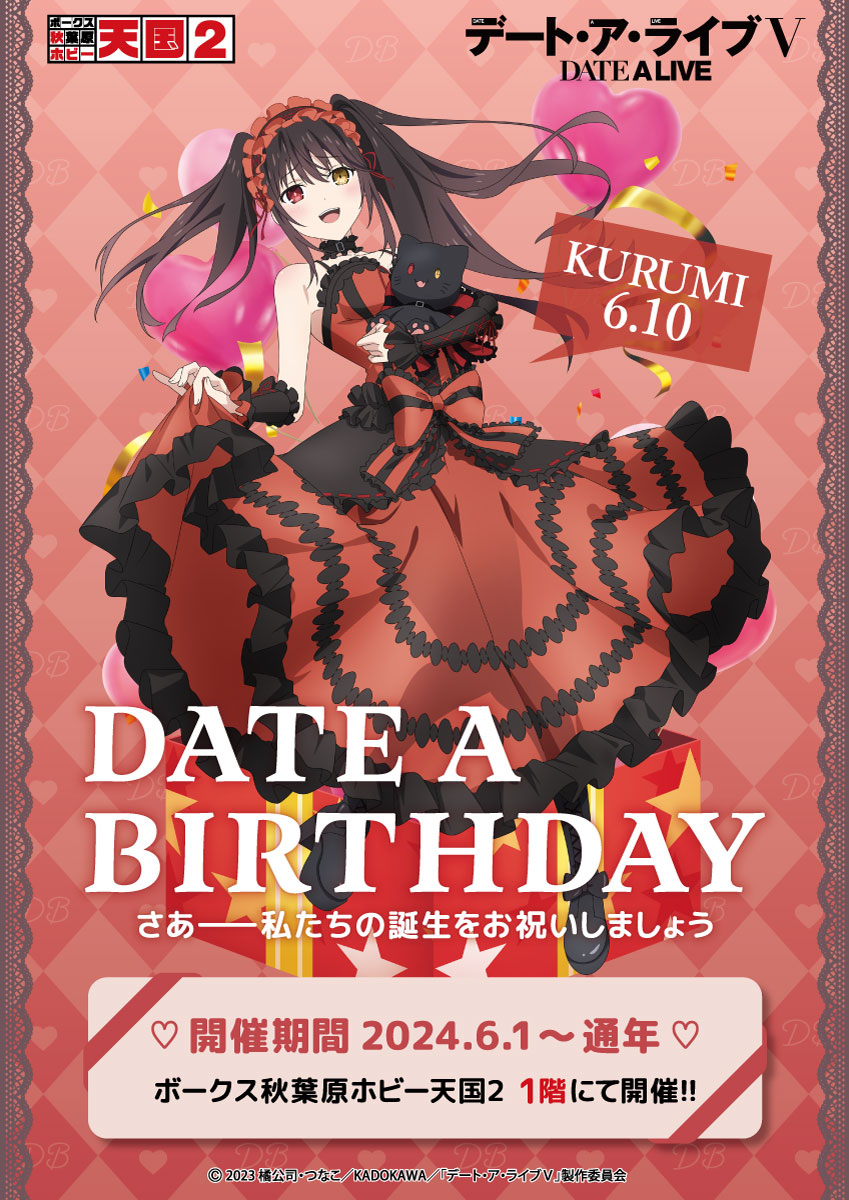 ボークス
秋葉原
ホビー
天国2
デート・ア・ライブ V
DATE A LIVE
DATE A LIVE
KURUMI
6.10
DATE A
BIRTHDAY
さあ――私たちの誕生をお祝いしましょう
♡ 開催期間 2024.6.1～通年 ♡
ボークス秋葉原ホビー天国2 1階にて開催!!
© 2023 橘公司・つなこ／KADOKAWA／「デート・ア・ライブV」製作委員会
DB